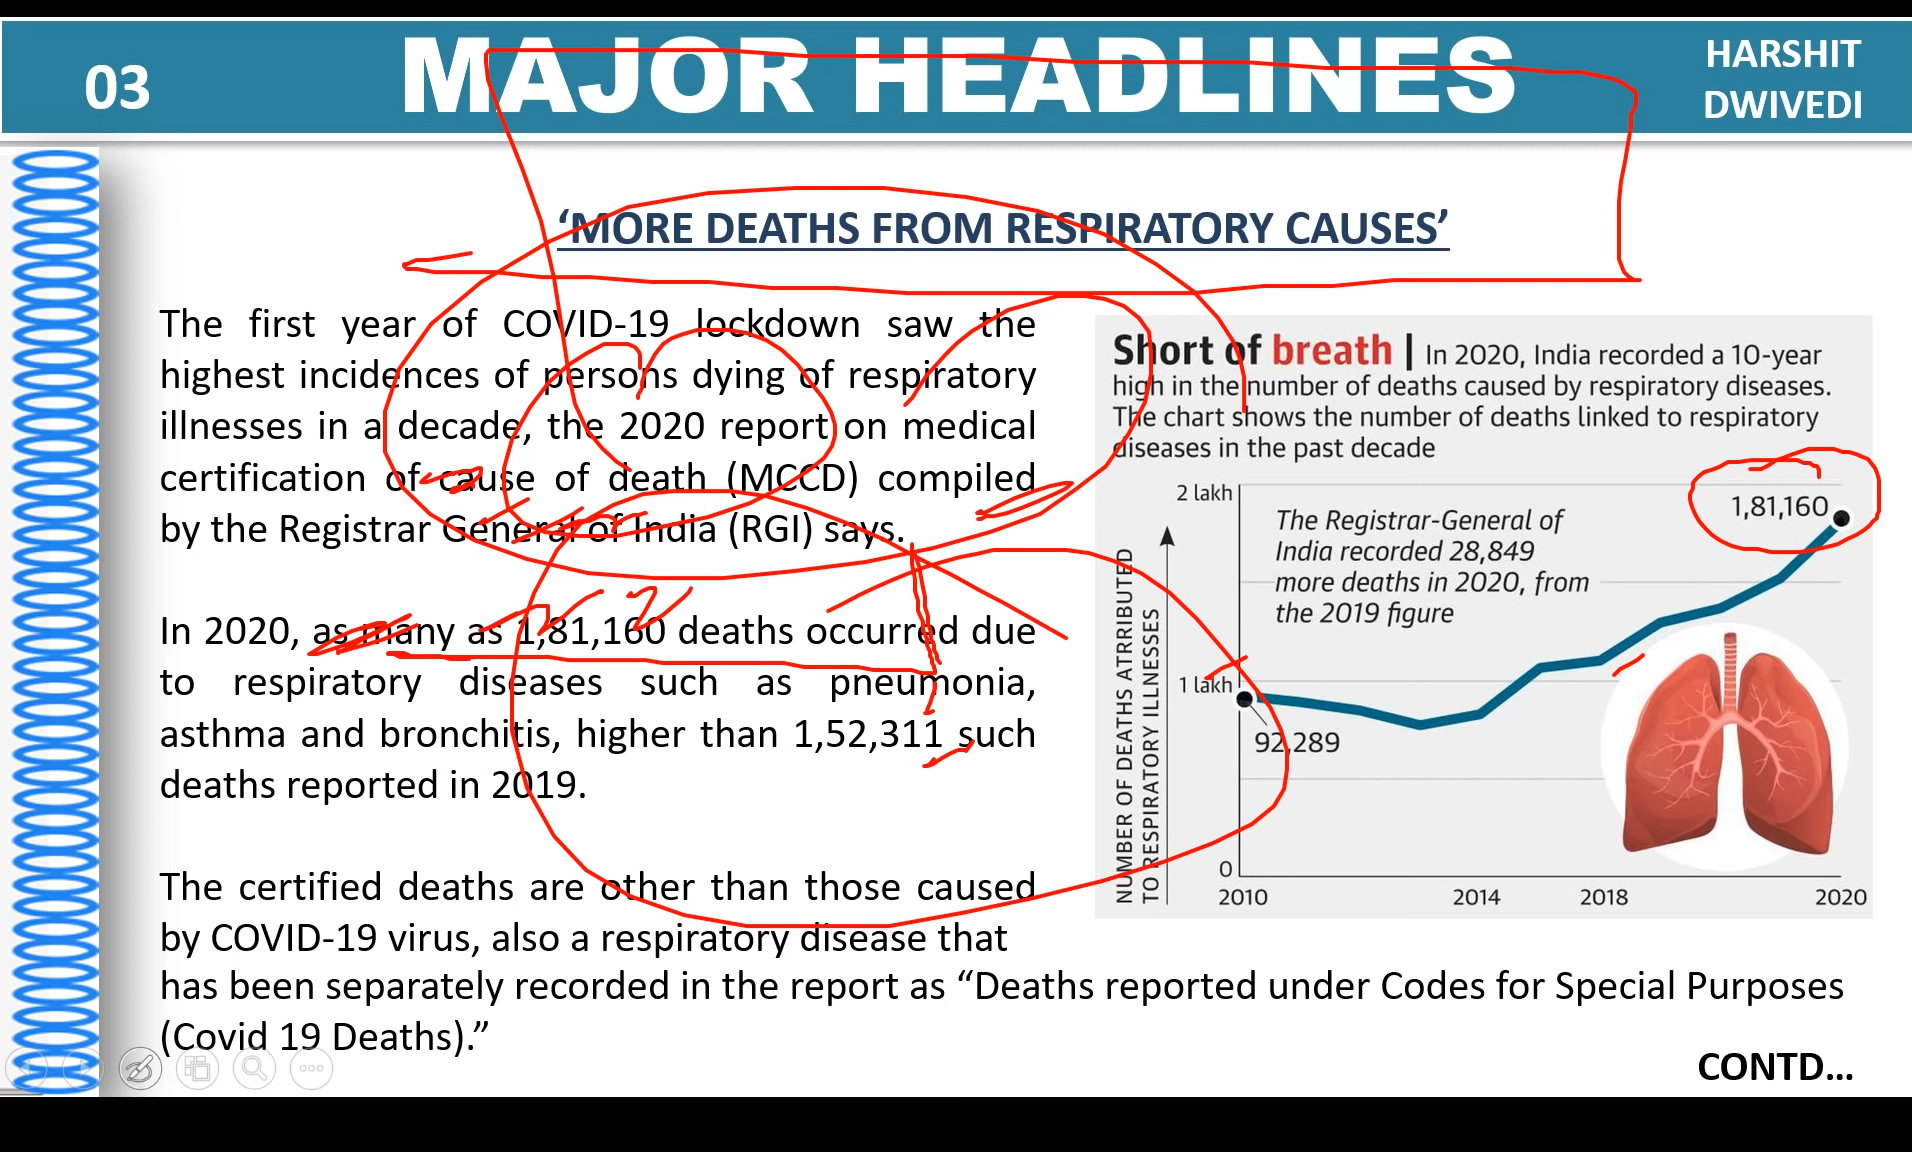 03
MAJOR HEADLINES
HARSHIT
DWIVEDI
‘MORE DEATHS FROM RESPIRATORY CAUSES’
The first year of COVID-19 lockdown saw the
highest incidences of persons dying of respiratory
illnesses in a decade, the 2020 report on medical
certification of cause of death (MCCD) compiled
by the Registrar General of India (RGI) says.
In 2020, as many as 1,81,160 deaths occurred due
to respiratory diseases such as pneumonia,
asthma and bronchitis, higher than 1,52,311 such
deaths reported in 2019.
The certified deaths are other than those caused
by COVID-19 virus, also a respiratory disease that
has been separately recorded in the report as “Deaths reported under Codes for Special Purposes
(Covid 19 Deaths).”
Short of breath | In 2020, India recorded a 10-year
high in the number of deaths caused by respiratory diseases.
The chart shows the number of deaths linked to respiratory
diseases in the past decade
NUMBER OF DEATHS ATRRIBUTED
TO RESPIRATORY ILLNESSES
2 lakh
1 lakh
0
The Registrar-General of
India recorded 28,849
more deaths in 2020, from
the 2019 figure
1,81,160
92,289
2010 2014 2018 2020
CONTD...